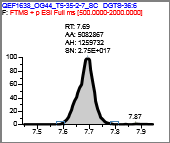 QEF1638_OG44_T5-35-2-7_SC DGTS-36:6
F: FTMS + p ESI Full ms [500.0000-2000.0000]
RT: 7.69
AA: 5082867
AH: 1259732
SN: 2.75E+017
100
80
60
40
20
0
7.87
7.5 7.6 7.7 7.8 7.9